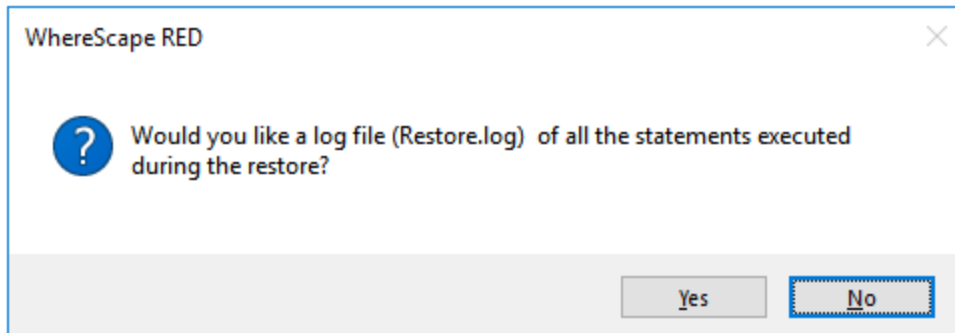 WhereScape RED
Would you like a log file (Restore.log)  of all the statements executed
during the restore?
Yes
No